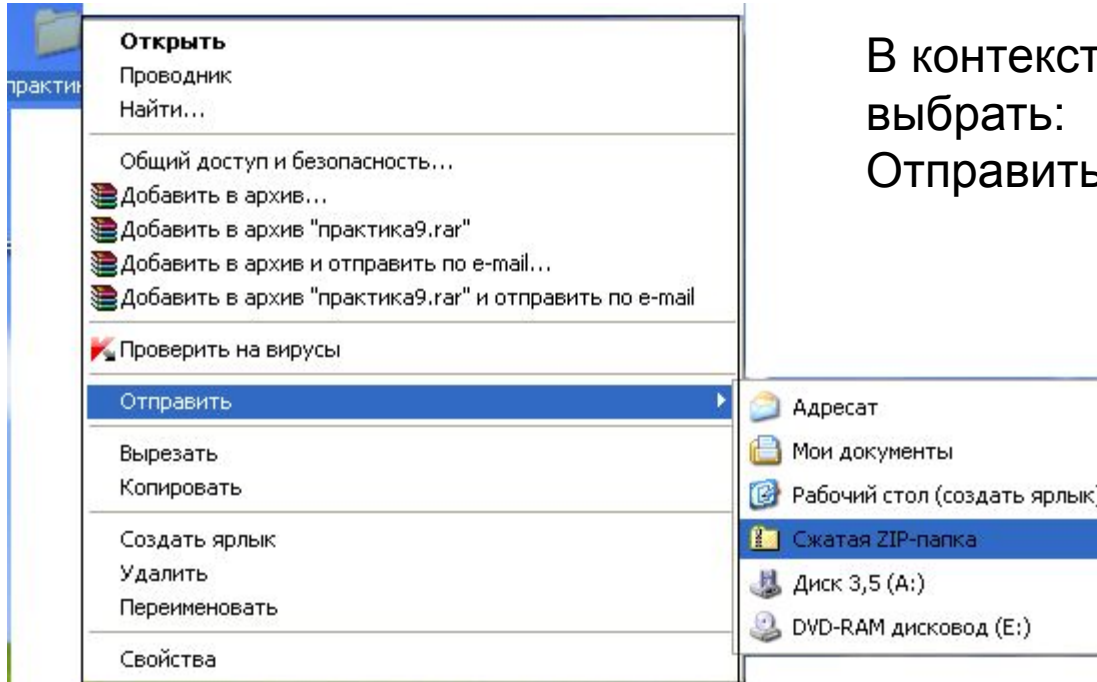 Открыть
Проводник
Найти...
Общий доступ и безопасность...
Добавить в архив...
Добавить в архив "практика9.rar"
Добавить в архив и отправить по e-mail...
Добавить в архив "практика9.rar" и отправить по e-mail
Проверить на вирусы
Отправить
Вырезать
Копировать
Создать ярлык
Удалить
Переименовать
Свойства
Адресат
Мои документы
Рабочий стол (создать ярлык)
Сжатая ZIP-папка
Диск 3,5 (A:)
DVD-RAM дисковод (E:)
В контекст
выбрать:
Отправить